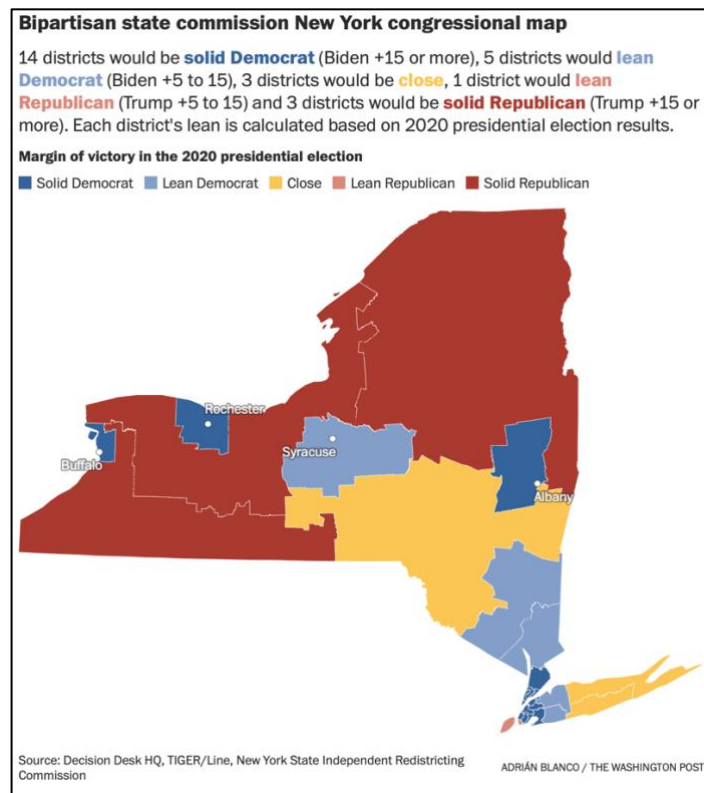 Bipartisan state commission New York congressional map
14 districts would be solid Democrat (Biden +15 or more), 5 districts would lean
Democrat (Biden +5 to 15), 3 districts would be close, 1 district would lean
Republican (Trump +5 to 15) and 3 districts would be solid Republican (Trump +15 or
more). Each district's lean is calculated based on 2020 presidential election results.
Margin of victory in the 2020 presidential election
Solid Democrat Lean Democrat Close Lean Republican Solid Republican
Rochester
Buffalo
Syracuse
Albany
Source: Decision Desk HQ, TIGER/Line, New York State Independent Redistricting
Commission
ADRIÁN BLANCO / THE WASHINGTON POST